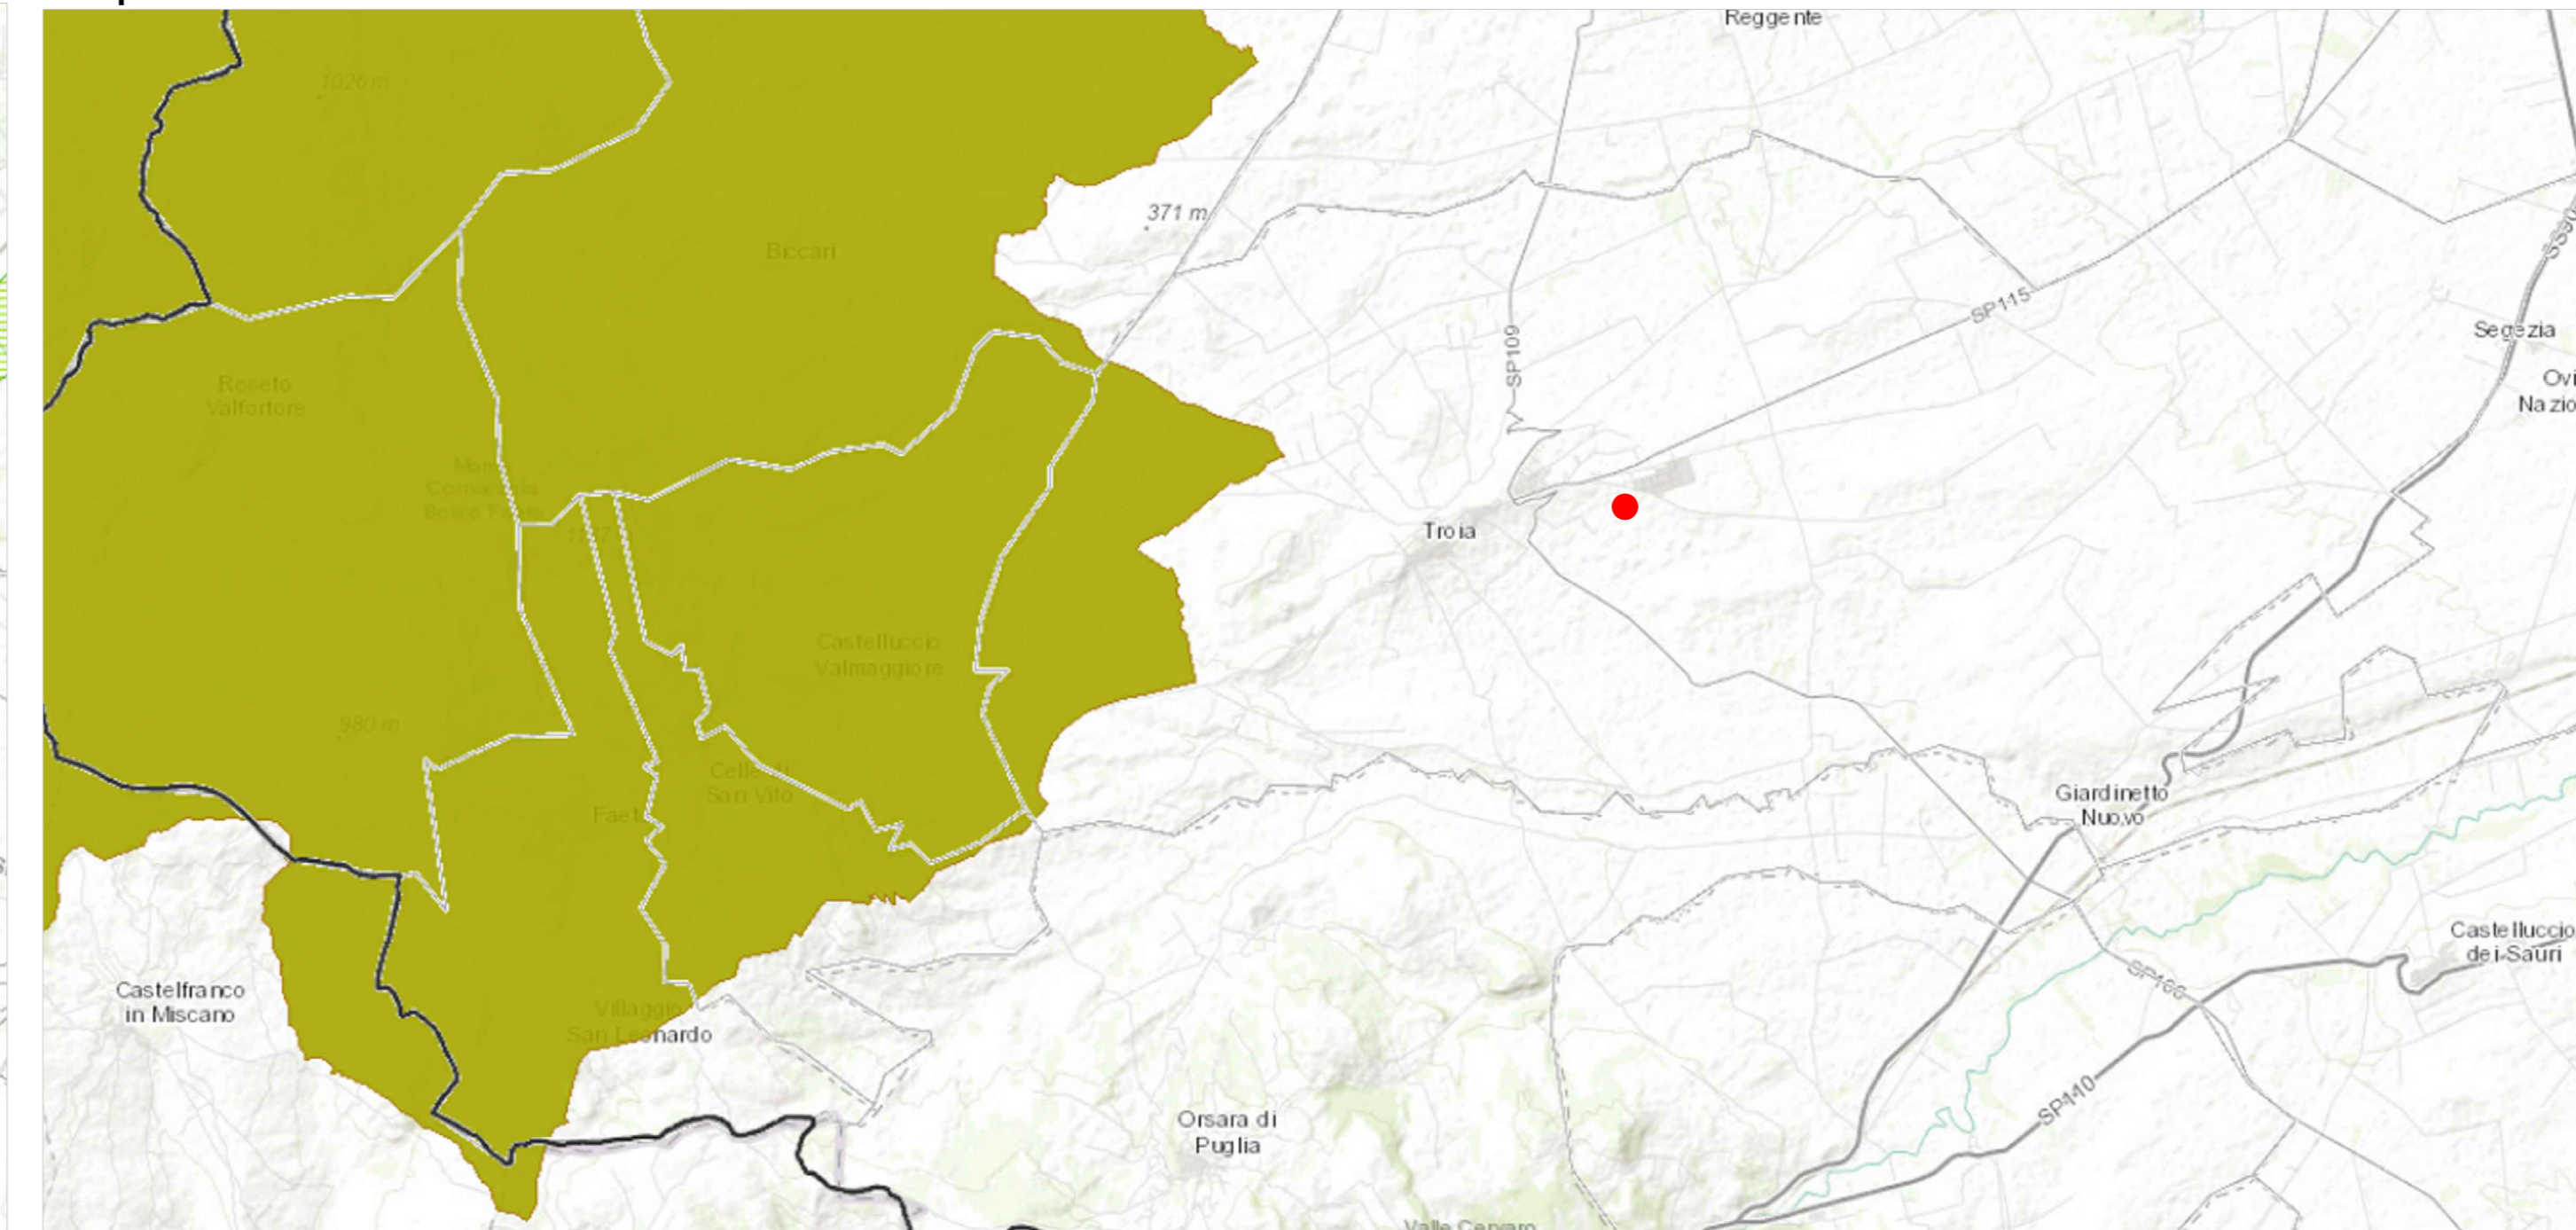 Reggente
1020 m
371 m
Biccari
SP115
SP109
Segezia
Roseto
Valfortore
Ovi
Nazio
Troia
Castelluccio
Valmaggiore
980 m
Celle di
San Vito
Faeto
Giardinetto
Nuovo
Castelluccio
dei Sauri
Castelfranco
in Miscano
Villaggio
San Leonardo
SP110
Orsara di
Puglia
Valle Cervaro